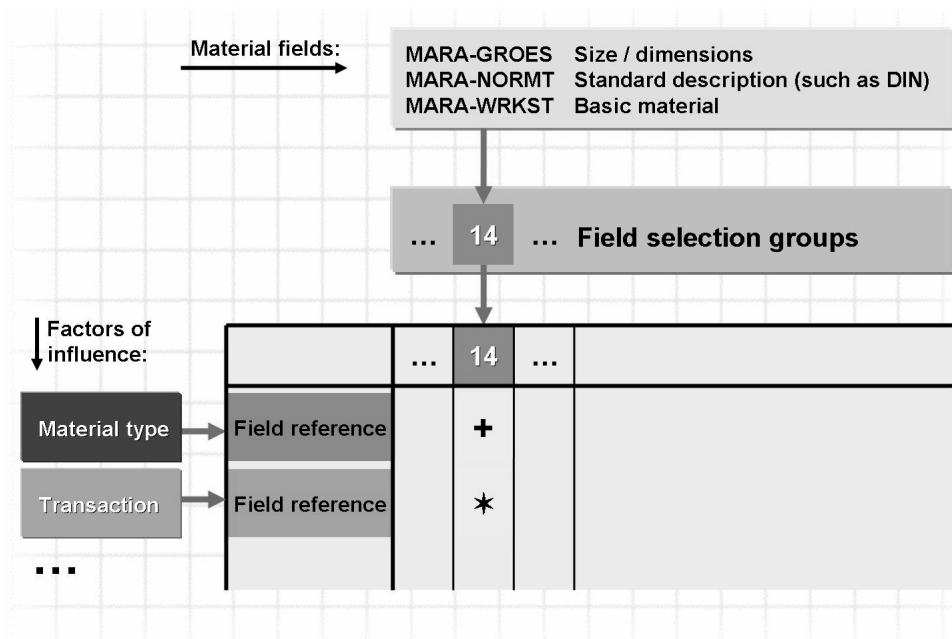 Material fields:
MARA-GROES Size / dimensions
MARA-NORMT Standard description (such as DIN)
MARA-WRKST Basic material
... 14 ... Field selection groups
Factors of
influence:
... 14 ...
Material type Field reference +
Transaction Field reference *
...